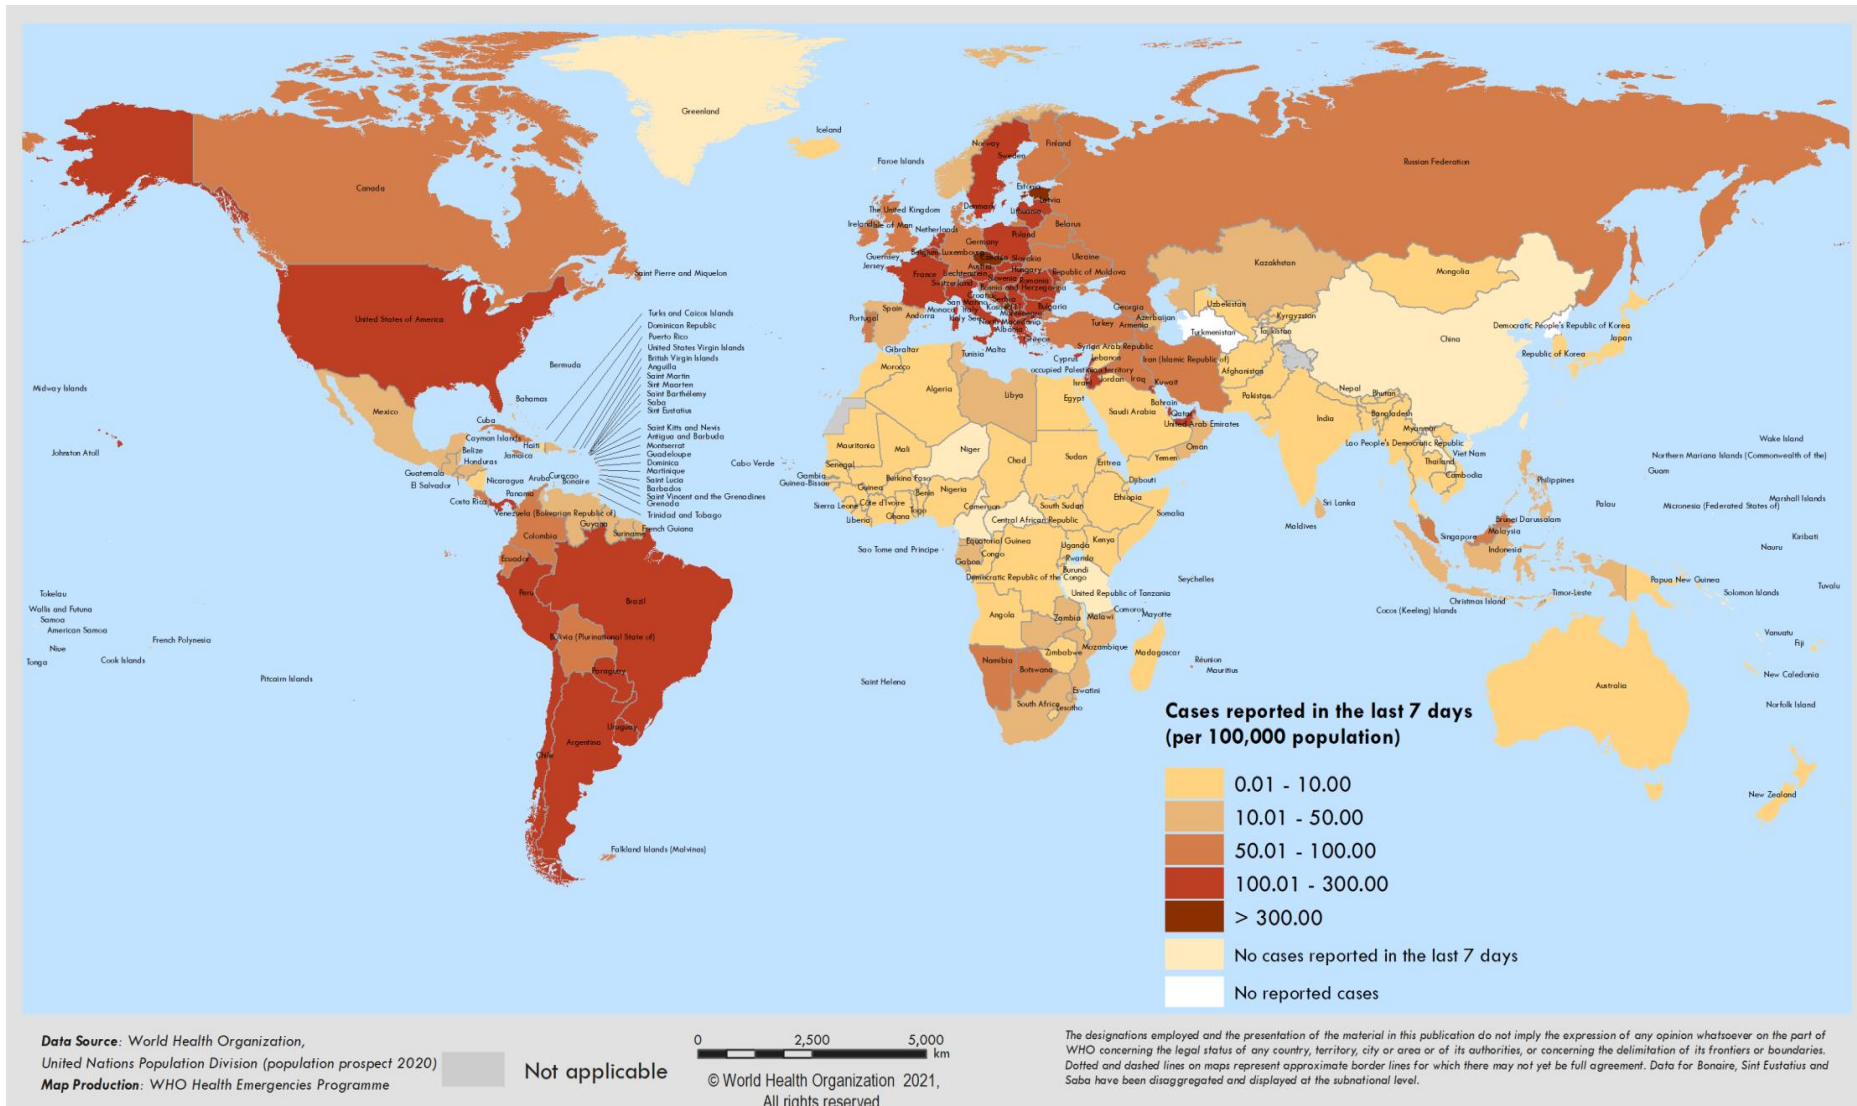 Greenland
Iceland
Faroe Islands
Norway
Sweden
Finland
Russian Federation
Canada
Estonia
Latvia
Lithuania
Denmark
The United Kingdom
Ireland
Isle of Man
Netherlands
Belarus
Poland
Germany
Guernsey
Jersey
Belgium
Luxembourg
Czechia
Slovakia
Ukraine
Austria
Hungary
France
Liechtenstein
Switzerland
Slovenia
Romania
Republic of Moldova
Bosnia and Herzegovina
Croatia
Serbia
San Marino
Monaco
Italy
Bulgaria
Montenegro
North Macedonia
Albania
Greece
Holy See
Andorra
Spain
Portugal
Gibraltar
Malta
Tunisia
Georgia
Azerbaijan
Turkey
Armenia
Kazakhstan
Mongolia
Uzbekistan
Kyrgyzstan
Turkmenistan
Tajikistan
China
Democratic People's Republic of Korea
Republic of Korea
Japan
Saint Pierre and Miquelon
United States of America
Bermuda
Midway Islands
Johnston Atoll
Mexico
Bahamas
Cuba
Cayman Islands
Haiti
Jamaica
Belize
Honduras
Guatemala
El Salvador
Nicaragua
Aruba
Curacao
Bonaire
Costa Rica
Panama
Turks and Caicos Islands
Dominican Republic
Puerto Rico
United States Virgin Islands
British Virgin Islands
Anguilla
Saint Martin
Sint Maarten
Saint Barthélemy
Saba
Sint Eustatius
Saint Kitts and Nevis
Antigua and Barbuda
Montserrat
Guadeloupe
Dominica
Martinique
Saint Lucia
Barbados
Saint Vincent and the Grenadines
Grenada
Trinidad and Tobago
Venezuela (Bolivarian Republic of)
Guyana
Suriname
French Guiana
Colombia
Ecuador
Peru
Brazil
Bolivia (Plurinational State of)
Paraguay
Uruguay
Argentina
Chile
Falkland Islands (Malvinas)
Cyprus
Syrian Arab Republic
Lebanon
occupied Palestinian territory
Israel
Jordan
Iraq
Iran (Islamic Republic of)
Kuwait
Bahrain
Qatar
United Arab Emirates
Saudi Arabia
Oman
Yemen
Afghanistan
Pakistan
Nepal
Bhutan
India
Bangladesh
Myanmar
Lao People's Democratic Republic
Viet Nam
Thailand
Cambodia
Sri Lanka
Maldives
Philippines
Brunei Darussalam
Malaysia
Singapore
Indonesia
Timor-Leste
Papua New Guinea
Christmas Island
Cocos (Keeling) Islands
Morocco
Algeria
Libya
Egypt
Mauritania
Mali
Niger
Chad
Sudan
Eritrea
Djibouti
Ethiopia
Somalia
Cabo Verde
Senegal
Gambia
Guinea-Bissau
Guinea
Sierra Leone
Liberia
Côte d'Ivoire
Burkina Faso
Ghana
Togo
Benin
Nigeria
Cameroon
Central African Republic
South Sudan
Equatorial Guinea
Sao Tome and Principe
Gabon
Congo
Democratic Republic of the Congo
Uganda
Kenya
Rwanda
Burundi
United Republic of Tanzania
Seychelles
Comoros
Mayotte
Angola
Zambia
Malawi
Mozambique
Zimbabwe
Madagascar
Namibia
Botswana
South Africa
Eswatini
Lesotho
Réunion
Mauritius
Saint Helena
Wake Island
Northern Mariana Islands (Commonwealth of the)
Guam
Marshall Islands
Palau
Micronesia (Federated States of)
Kiribati
Nauru
Tuvalu
Solomon Islands
Vanuatu
Fiji
New Caledonia
Norfolk Island
Australia
New Zealand
Tokelau
Wallis and Futuna
Samoa
American Samoa
Niue
Tonga
Cook Islands
French Polynesia
Pitcairn Islands
Cases reported in the last 7 days
(per 100,000 population)
0.01 - 10.00
10.01 - 50.00
50.01 - 100.00
100.01 - 300.00
> 300.00
No cases reported in the last 7 days
No reported cases
Data Source: World Health Organization,
United Nations Population Division (population prospect 2020)
Map Production: WHO Health Emergencies Programme
Not applicable
0 2,500 5,000
km
© World Health Organization 2021,
All rights reserved
The designations employed and the presentation of the material in this publication do not imply the expression of any opinion whatsoever on the part of
WHO concerning the legal status of any country, territory, city or area or of its authorities, or concerning the delimitation of its frontiers or boundaries.
Dotted and dashed lines on maps represent approximate border lines for which there may not yet be full agreement. Data for Bonaire, Sint Eustatius and
Saba have been disaggregated and displayed at the subnational level.